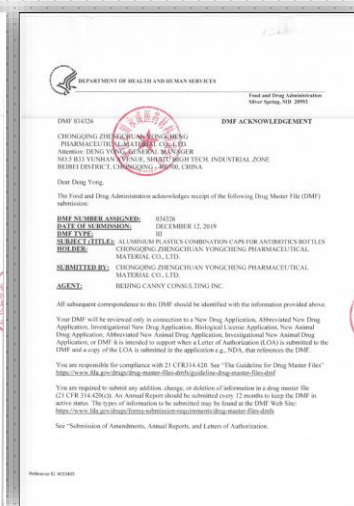 DEPARTMENT OF HEALTH AND HUMAN SERVICES
Food and Drug Administration
Silver Spring, MD 20993
DMF 034326
DMF ACKNOWLEDGEMENT
CHONGQING ZHENGCHUAN YONGCHENG
PHARMACEUTICAL MATERIAL CO., LTD.
Attention: DENG YONG, GENERAL MANAGER
NO.5 B33 YUNHAN AVENUE, SHUITU HIGH TECH. INDUSTRIAL ZONE
BEIBEI DISTRICT, CHONGQING - 400700, CHINA
Dear Deng Yong,
The Food and Drug Administration acknowledges receipt of the following Drug Master File (DMF)
submission:
DMF NUMBER ASSIGNED: 034326
DATE OF SUBMISSION: DECEMBER 12, 2019
DMF TYPE: III
SUBJECT (TITLE): ALUMINIUM PLASTICS COMBINATION CAPS FOR ANTIBIOTICS BOTTLES
HOLDER: CHONGQING ZHENGCHUAN YONGCHENG PHARMACEUTICAL
MATERIAL CO., LTD.
SUBMITTED BY: CHONGQING ZHENGCHUAN YONGCHENG PHARMACEUTICAL
MATERIAL CO., LTD.
AGENT: BEIJING CANNY CONSULTING INC.
All subsequent correspondence to this DMF should be identified with the information provided above.
Your DMF will be reviewed only in connection to a New Drug Application, Abbreviated New Drug
Application, Investigational New Drug Application, Biological License Application, New Animal
Drug Application, Abbreviated New Animal Drug Application, Investigational New Animal Drug
Application, or DMF it is intended to support when a Letter of Authorization (LOA) is submitted to the
DMF and a copy of the LOA is submitted in the application e.g., NDA, that references the DMF.
You are responsible for compliance with 21 CFR314.420. See "The Guideline for Drug Master Files"
https://www.fda.gov/drugs/drug-master-files-dmfs/guideline-drug-master-files-dmf
You are required to submit any addition, change, or deletion of information in a drug master file
(21 CFR 314.420(c)). An Annual Report should be submitted every 12 months to keep the DMF in
active status. The types of information to be submitted may be found at the DMF Web Site:
https://www.fda.gov/drugs/forms-submission-requirements/drug-master-files-dmfs
See "Submission of Amendments, Annual Reports, and Letters of Authorization.